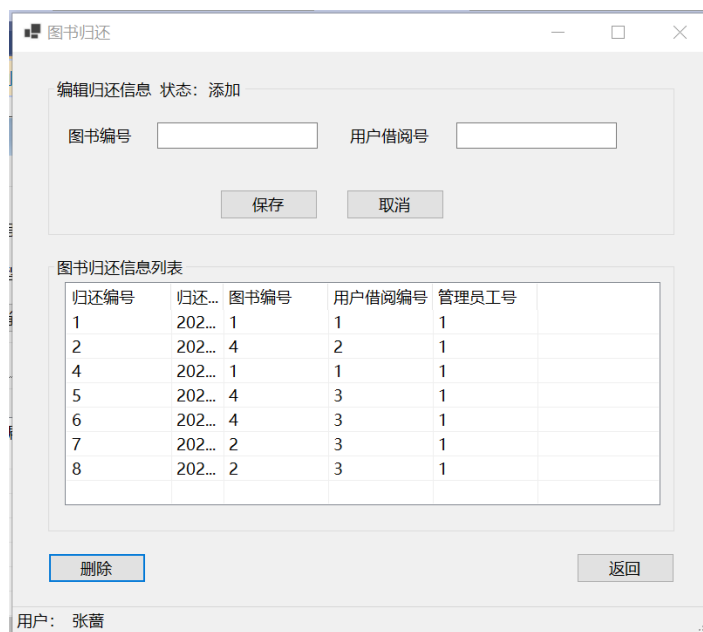 图书归还
编辑归还信息 状态：添加
图书编号 用户借阅号
保存 取消
图书归还信息列表
归还编号 归还... 图书编号 用户借阅编号 管理员工号
1 202... 1 1 1
2 202... 4 2 1
4 202... 1 1 1
5 202... 4 3 1
6 202... 4 3 1
7 202... 2 3 1
8 202... 2 3 1
删除 返回
用户： 张蔷